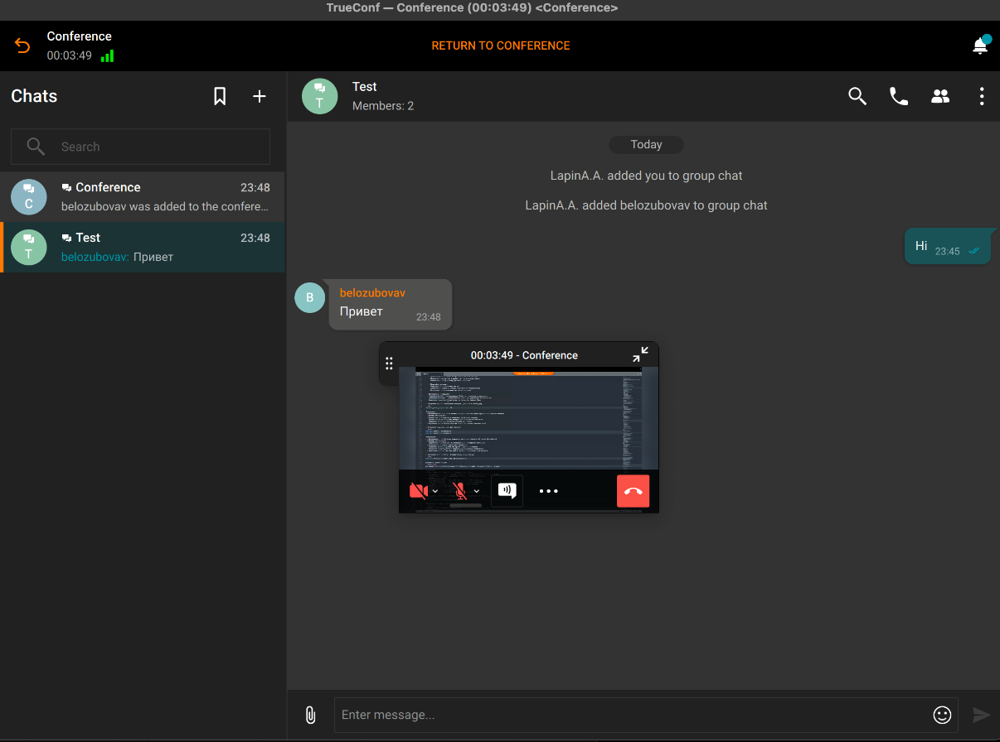 TrueConf — Conference (00:03:49) <Conference>
Conference
00:03:49
RETURN TO CONFERENCE
Chats
Search
C
Conference 23:48
belozubovav was added to the confere...
T
Test 23:48
belozubovav: Привет
T
Test
Members: 2
Today
LapinA.A. added you to group chat
LapinA.A. added belozubovav to group chat
Hi 23:45
B
belozubovav
Привет 23:48
00:03:49 - Conference
Enter message...